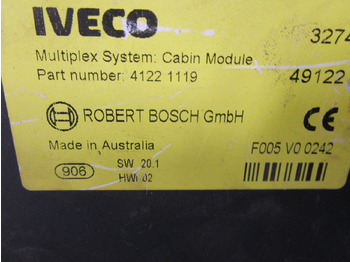 IVECO 3274
Multiplex System: Cabin Module
Part number: 4122 1119 49122
BOSCH ROBERT BOSCH GmbH CE
Made in Australia F005 V0 0242
906 SW 20.1
HW 02